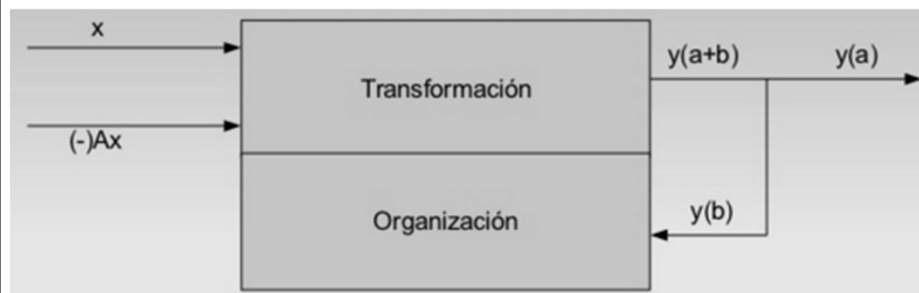 x
y(a+b)
y(a)
Transformación
(-)Ax
y(b)
Organización